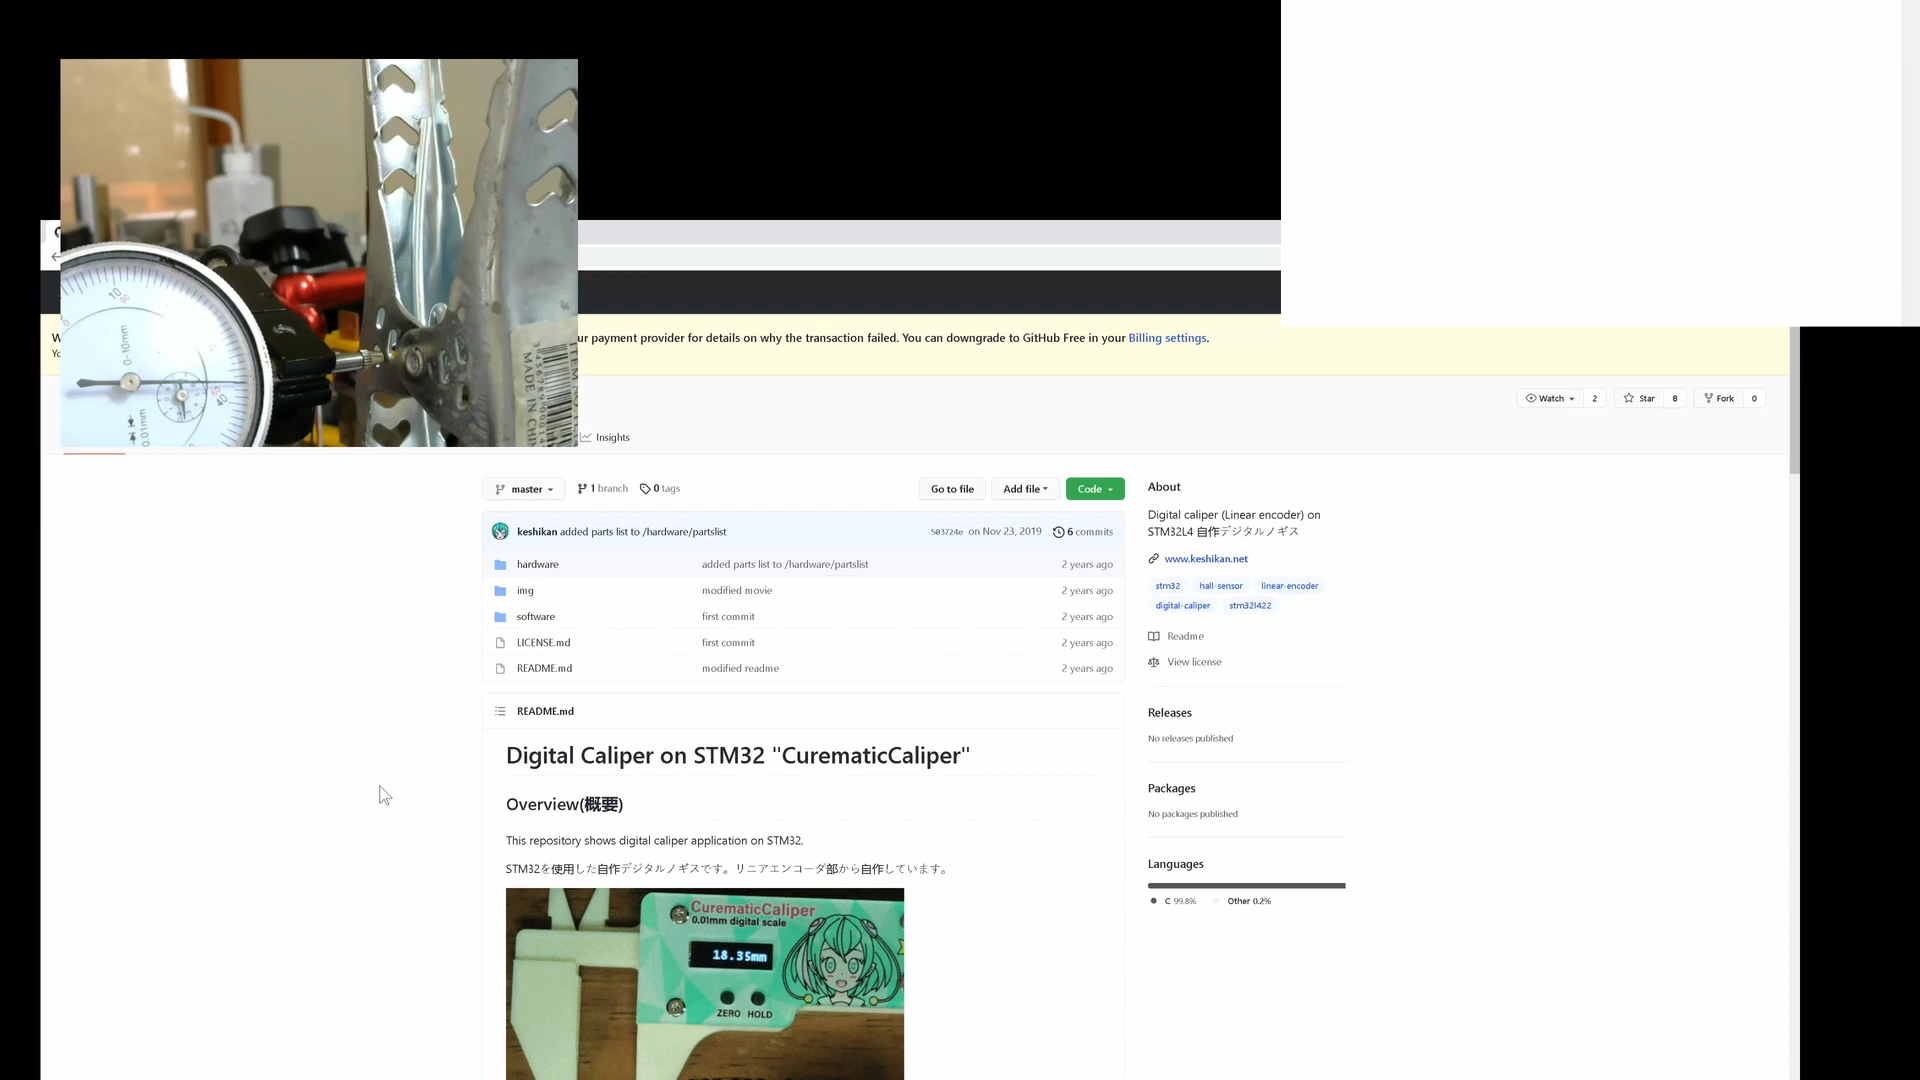 10
90
0-10mm
0.01mm
40
60
MADE IN CHI
ur payment provider for details on why the transaction failed. You can downgrade to GitHub Free in your Billing settings.
Watch 2
Star 8
Fork 0
Insights
master
1 branch
0 tags
Go to file
Add file
Code
keshikan added parts list to /hardware/partslist
503724e on Nov 23, 2019
6 commits
hardware added parts list to /hardware/partslist 2 years ago
img modified movie 2 years ago
software first commit 2 years ago
LICENSE.md first commit 2 years ago
README.md modified readme 2 years ago
README.md
Digital Caliper on STM32 "CurematicCaliper"
Overview(概要)
This repository shows digital caliper application on STM32.
STM32を使用した自作デジタルノギスです。リニアエンコーダ部から自作しています。
CurematicCaliper
0.01mm digital scale
18.35mm
ZERO HOLD
About
Digital caliper (Linear encoder) on
STM32L4 自作デジタルノギス
www.keshikan.net
stm32 hall-sensor linear-encoder
digital-caliper stm32l422
Readme
View license
Releases
No releases published
Packages
No packages published
Languages
C 99.8% Other 0.2%